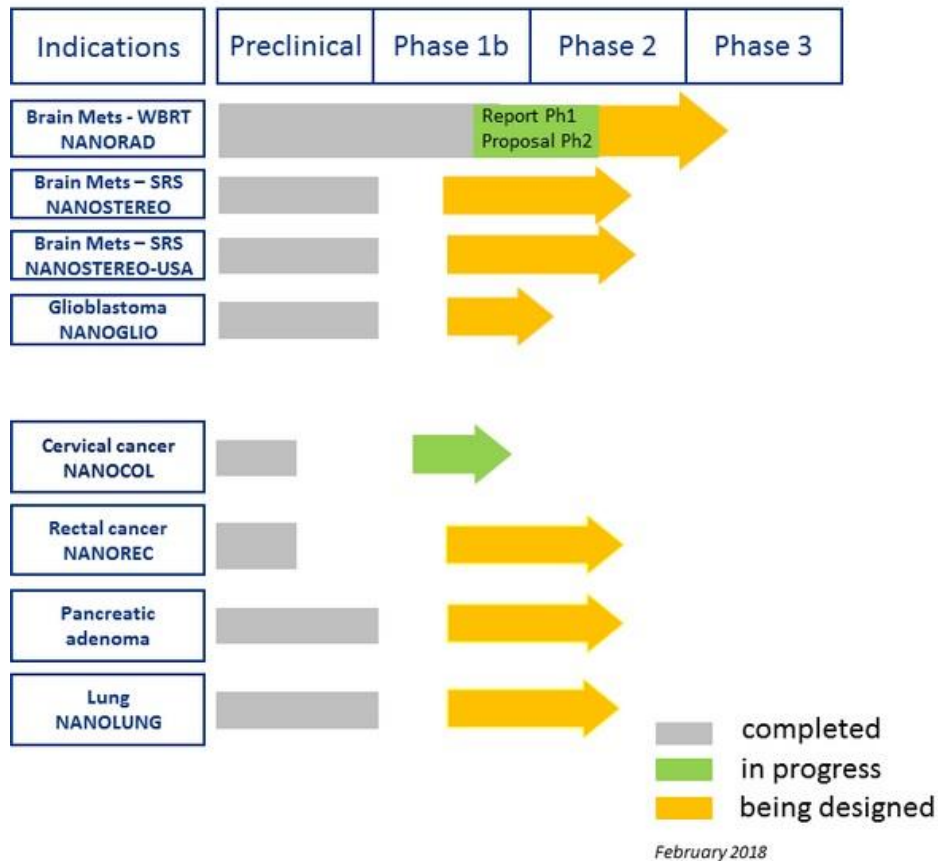 Indications Preclinical Phase 1b Phase 2 Phase 3
Brain Mets - WBRT
NANORAD
Report Ph1
Proposal Ph2
Brain Mets – SRS
NANOSTEREO
Brain Mets – SRS
NANOSTEREO-USA
Glioblastoma
NANOGLIO
Cervical cancer
NANOCOL
Rectal cancer
NANOREC
Pancreatic
adenoma
Lung
NANOLUNG
completed
in progress
being designed
February 2018